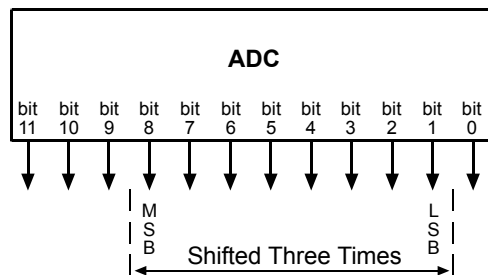 ADC
bit bit bit bit bit bit bit bit bit bit bit bit
11 10 9 8 7 6 5 4 3 2 1 0
MSB
LSB
Shifted Three Times